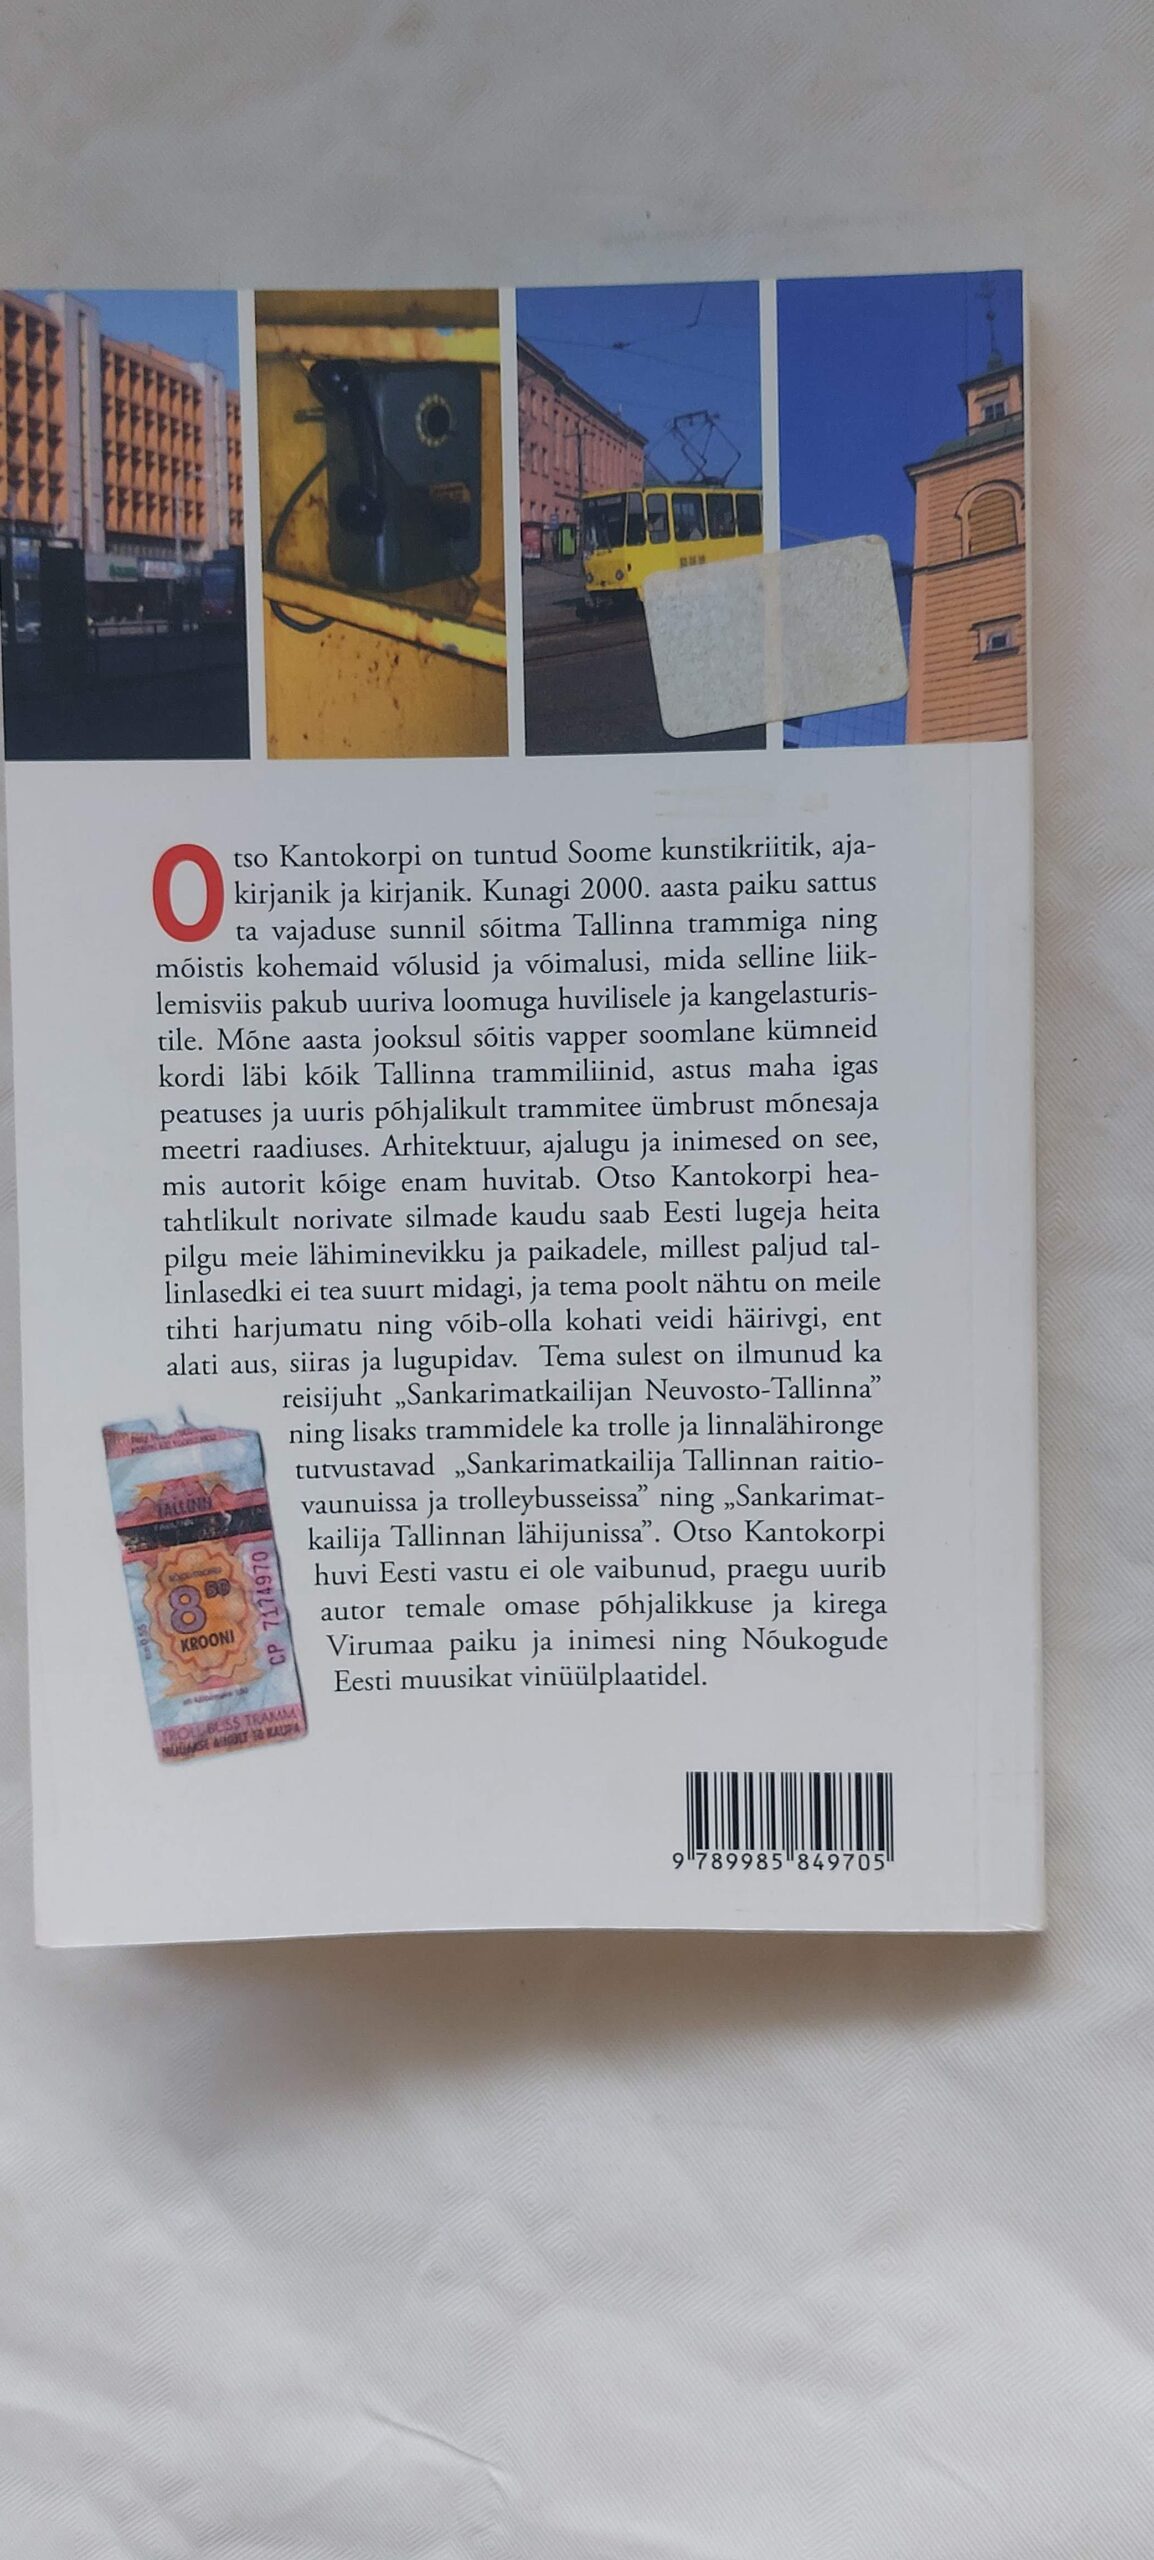 Otso Kantokorpi on tuntud Soome kunstikriitik, aja-
kirjanik ja kirjanik. Kunagi 2000. aasta paiku sattus
ta vajaduse sunnil sõitma Tallinna trammiga ning
mõistis kohemaid võlusid ja võimalusi, mida selline liik-
lemisviis pakub uuriva loomuga huvilisele ja kangelasturis-
tile. Mõne aasta jooksul sõitis vapper soomlane kümneid
kordi läbi kõik Tallinna trammiliinid, astus maha igas
peatuses ja uuris põhjalikult trammitee ümbrust mõnesaja
meetri raadiuses. Arhitektuur, ajalugu ja inimesed on see,
mis autorit kõige enam huvitab. Otso Kantokorpi hea-
tahtlikult norivate silmade kaudu saab Eesti lugeja heita
pilgu meie lähiminevikku ja paikadele, millest paljud tal-
linlasedki ei tea suurt midagi, ja tema poolt nähtu on meile
tihti harjumatu ning võib-olla kohati veidi häirivgi, ent
alati aus, siiras ja lugupidav. Tema sulest on ilmunud ka
reisijuht „Sankarimatkailijan Neuvosto-Tallinna”
ning lisaks trammidele ka trolle ja linnalähironge
tutvustavad „Sankarimatkailija Tallinnan raitio-
vaunuissa ja trolleybusseissa” ning „Sankarimat-
kailija Tallinnan lähijunissa”. Otso Kantokorpi
huvi Eesti vastu ei ole vaibunud, praegu uurib
autor temale omase põhjalikkuse ja kirega
Virumaa paiku ja inimesi ning Nõukogude
Eesti muusikat vinüülplaatidel.
TALLINN
8 50
KROONI
CP 7174970
TROLL BUSS TRAMM
9 789985 849705